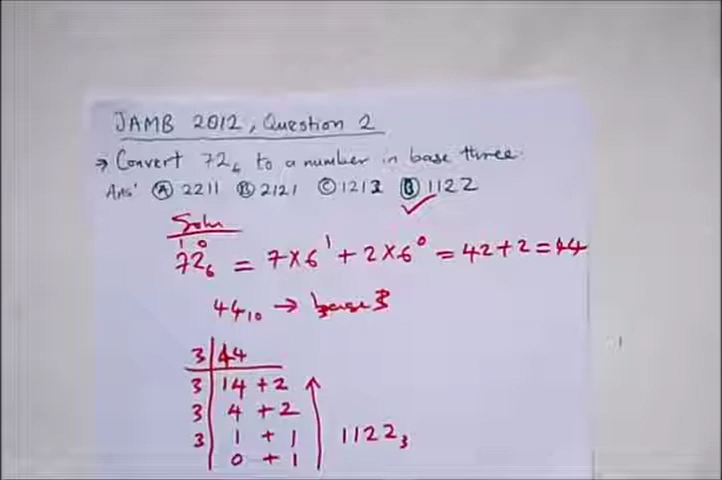 JAMB 2012, Question 2
→ Convert 72₆ to a number in base three.
Ans' Ⓐ 2211 Ⓑ 2121 Ⓒ 1212 Ⓓ 1122
Soln
1 0
72₆ = 7×6¹ + 2×6⁰ = 42+2 = 44
44₁₀ → base 3
3 | 44
3 | 14 + 2
3 | 4 + 2
3 | 1 + 1 1122₃
0 + 1